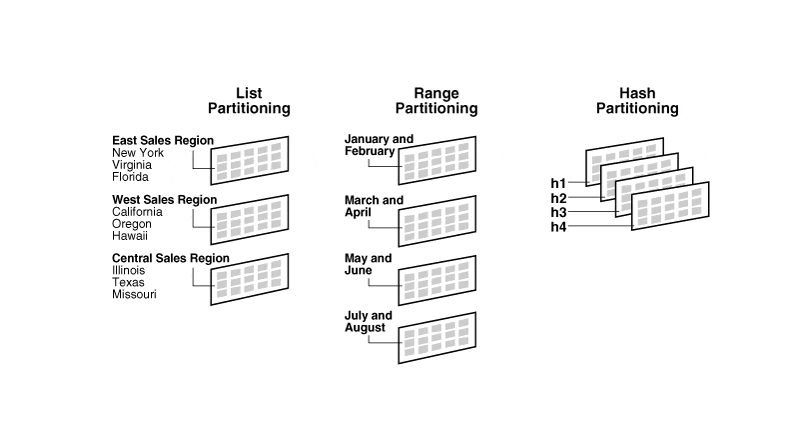 List
Partitioning
East Sales Region
New York
Virginia
Florida
West Sales Region
California
Oregon
Hawaii
Central Sales Region
Illinois
Texas
Missouri
Range
Partitioning
January and
February
March and
April
May and
June
July and
August
Hash
Partitioning
h1
h2
h3
h4